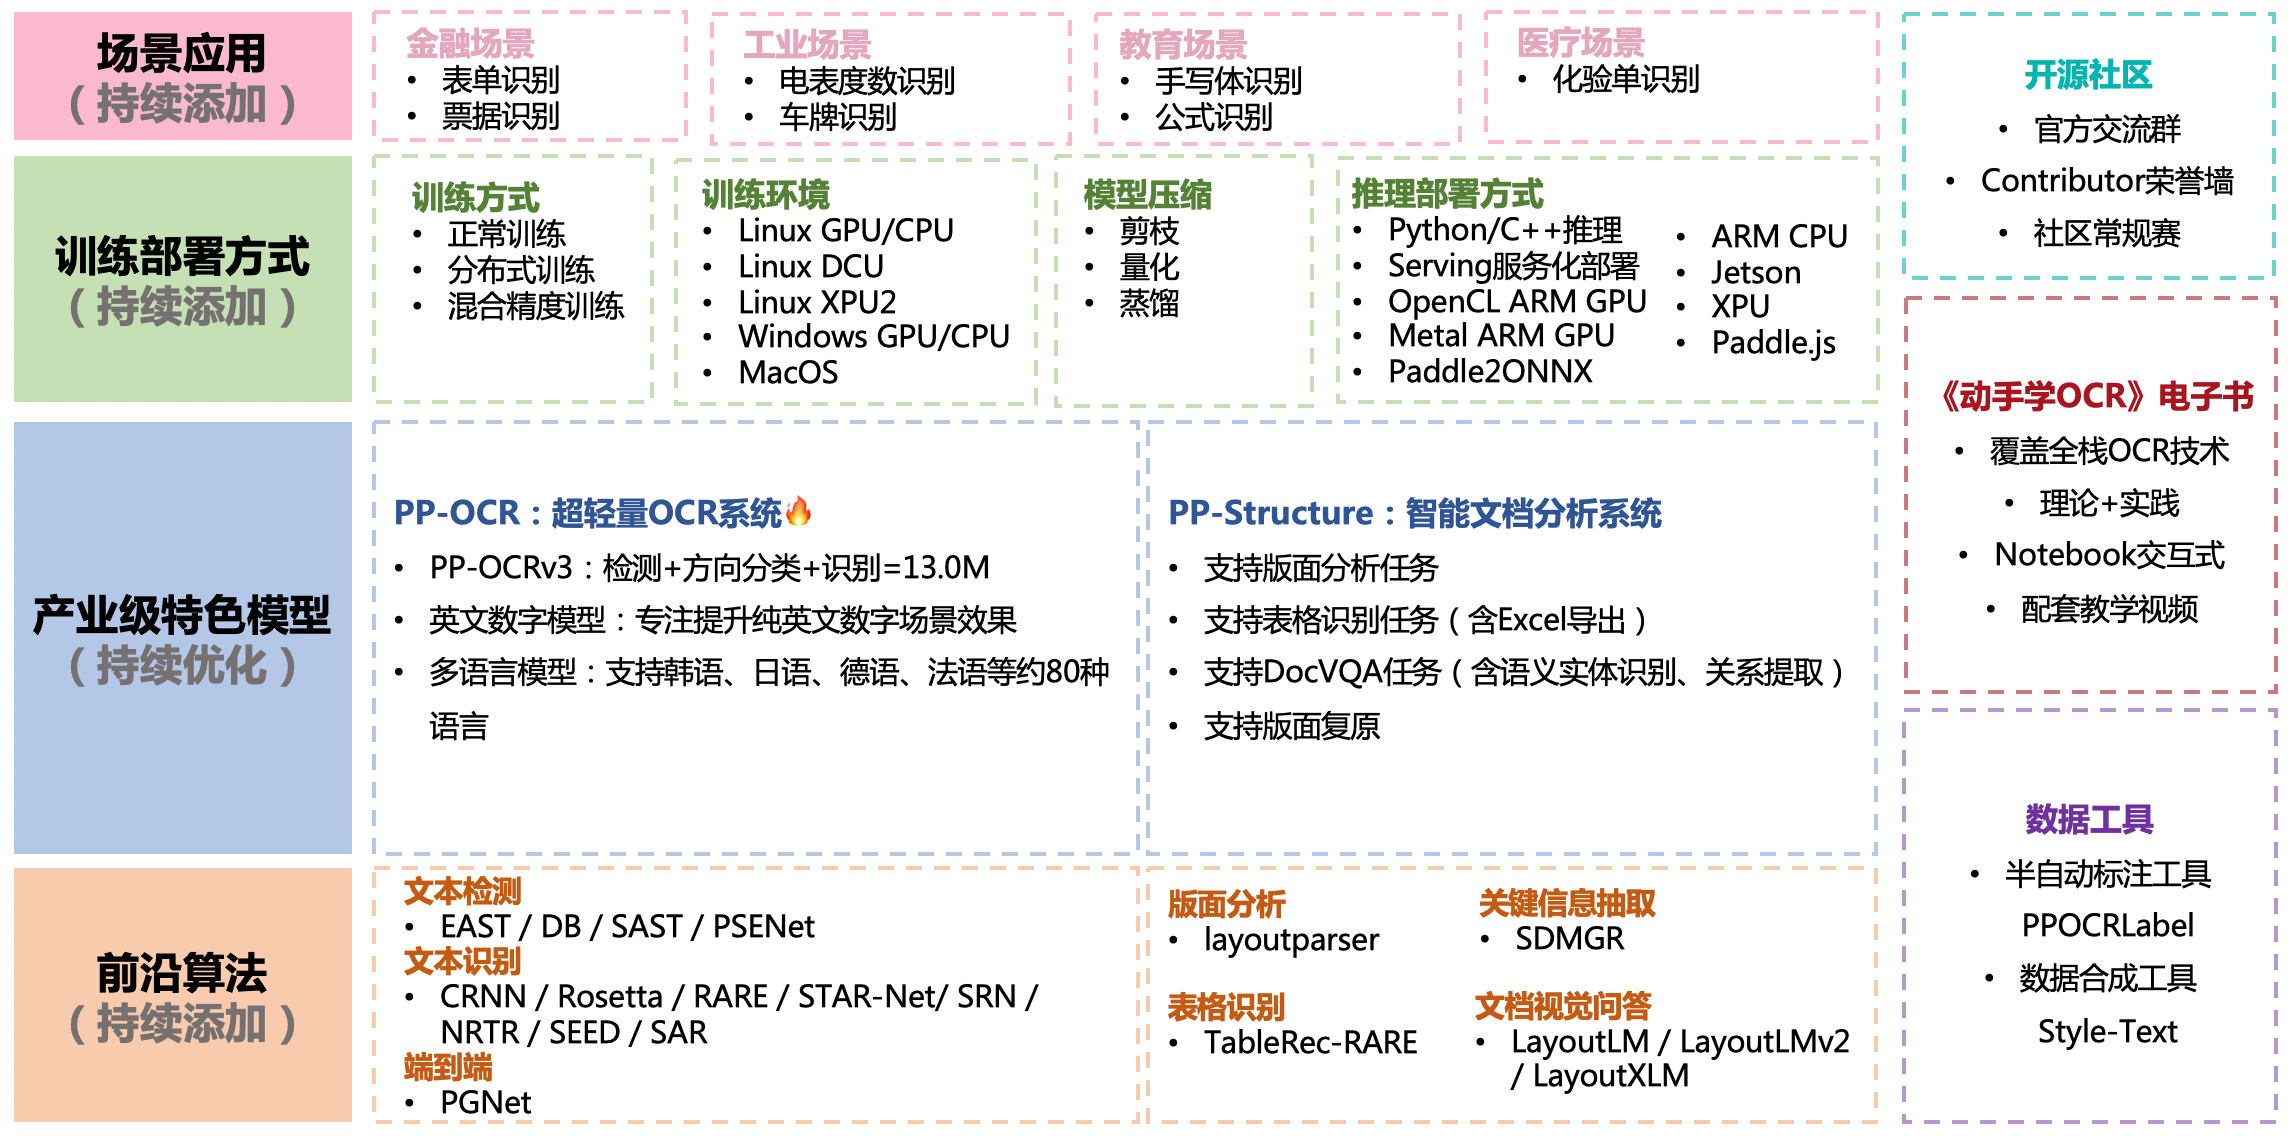 场景应用
（持续添加）
金融场景
• 表单识别
• 票据识别
工业场景
• 电表度数识别
• 车牌识别
教育场景
• 手写体识别
• 公式识别
医疗场景
• 化验单识别
训练部署方式
（持续添加）
训练方式
• 正常训练
• 分布式训练
• 混合精度训练
训练环境
• Linux GPU/CPU
• Linux DCU
• Linux XPU2
• Windows GPU/CPU
• MacOS
模型压缩
• 剪枝
• 量化
• 蒸馏
推理部署方式
• Python/C++推理
• Serving服务化部署
• OpenCL ARM GPU
• Metal ARM GPU
• Paddle2ONNX
• ARM CPU
• Jetson
• XPU
• Paddle.js
产业级特色模型
（持续优化）
PP-OCR：超轻量OCR系统🔥
• PP-OCRv3：检测+方向分类+识别=13.0M
• 英文数字模型：专注提升纯英文数字场景效果
• 多语言模型：支持韩语、日语、德语、法语等约80种
语言
PP-Structure：智能文档分析系统
• 支持版面分析任务
• 支持表格识别任务（含Excel导出）
• 支持DocVQA任务（含语义实体识别、关系提取）
• 支持版面复原
前沿算法
（持续添加）
文本检测
• EAST / DB / SAST / PSENet
文本识别
• CRNN / Rosetta / RARE / STAR-Net/ SRN /
NRTR / SEED / SAR
端到端
• PGNet
版面分析
• layoutparser
表格识别
• TableRec-RARE
关键信息抽取
• SDMGR
文档视觉问答
• LayoutLM / LayoutLMv2
/ LayoutXLM
开源社区
• 官方交流群
• Contributor荣誉墙
• 社区常规赛
《动手学OCR》电子书
• 覆盖全栈OCR技术
• 理论+实践
• Notebook交互式
• 配套教学视频
数据工具
• 半自动标注工具
PPOCRLabel
• 数据合成工具
Style-Text